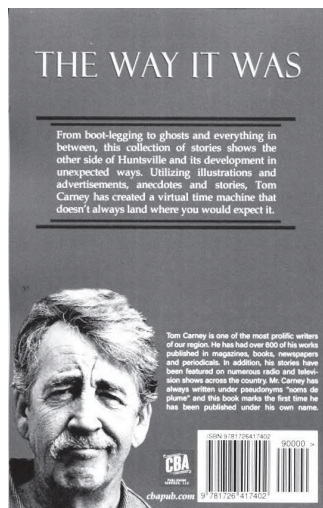 THE WAY IT WAS
From boot-legging to ghosts and everything in
between, this collection of stories shows the
other side of Huntsville and its development in
unexpected ways. Utilizing illustrations and
advertisements, anecdotes and stories, Tom
Carney has created a virtual time machine that
doesn't always land where you would expect it.
Tom Carney is one of the most prolific writers
of our region. He has had over 600 of his works
published in magazines, books, newspapers
and periodicals. In addition, his stories have
been featured on numerous radio and televi-
sion shows across the country. Mr. Carney has
always written under pseudonyms "noms de
plume" and this book marks the first time he
has been published under his own name.
CBA
cbapub.com
ISBN 9781726417402
90000 >
9 781726 417402